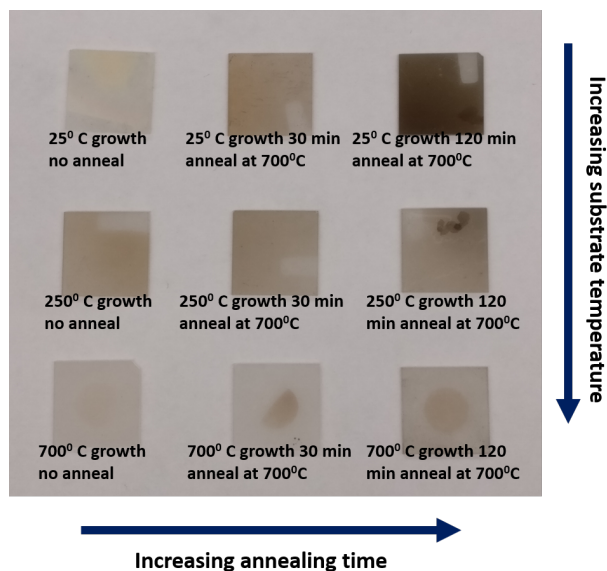 25⁰ C growth
no anneal
25⁰ C growth 30 min
anneal at 700⁰C
25⁰ C growth 120 min
anneal at 700⁰C
250⁰ C growth
no anneal
250⁰ C growth 30 min
anneal at 700⁰C
250⁰ C growth 120
min anneal at 700⁰C
700⁰ C growth
no anneal
700⁰ C growth 30 min
anneal at 700⁰C
700⁰ C growth 120
min anneal at 700⁰C
Increasing substrate temperature
Increasing annealing time